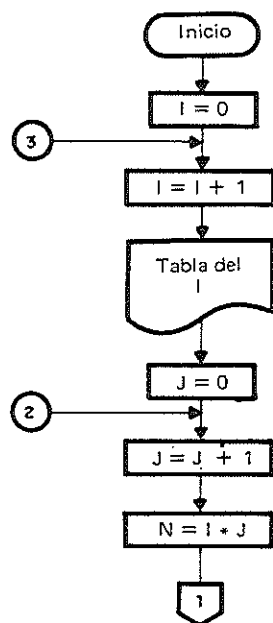 Inicio
I = 0
3
I = I + 1
Tabla del
I
J = 0
2
J = J + 1
N = I * J
1